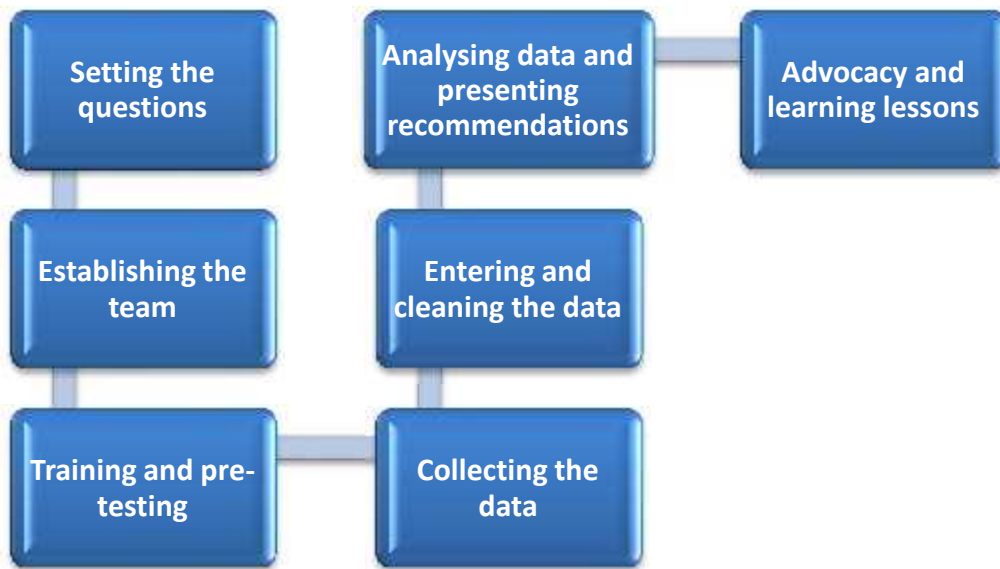 Setting the
questions
Establishing the
team
Training and pre-
testing
Collecting the
data
Entering and
cleaning the data
Analysing data and
presenting
recommendations
Advocacy and
learning lessons